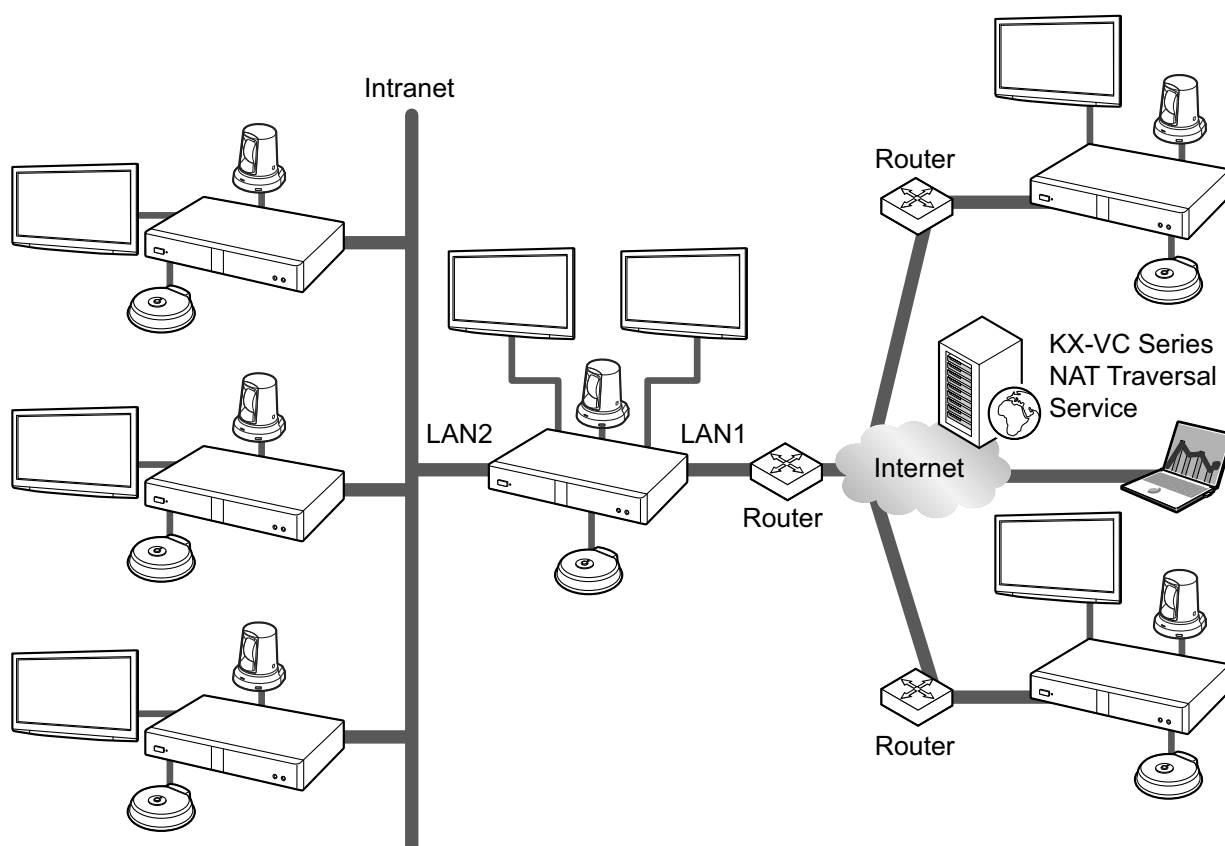 Intranet
Router
KX-VC Series
NAT Traversal
Service
LAN2
LAN1
Internet
Router
Router